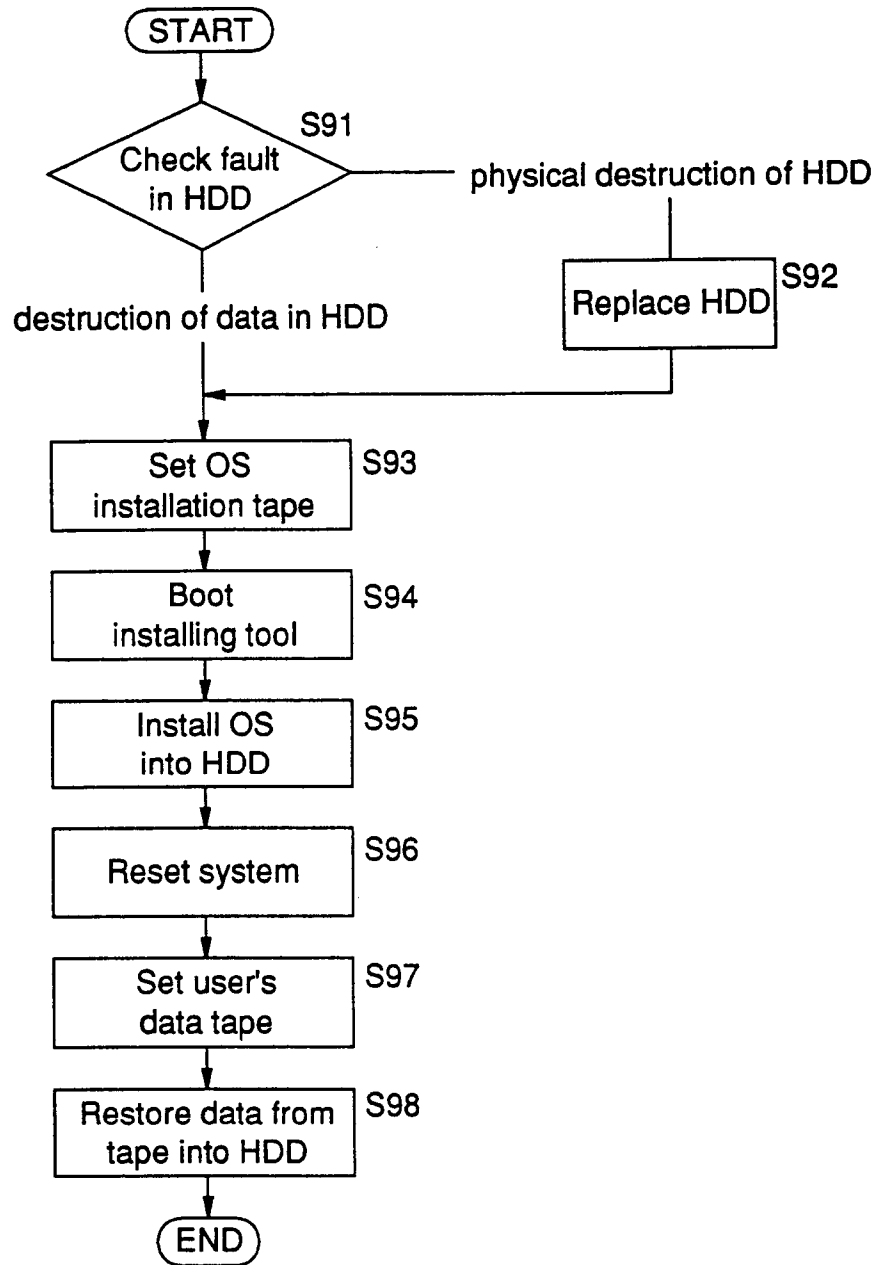 START
S91
Check fault
in HDD
physical destruction of HDD
S92
Replace HDD
destruction of data in HDD
Set OS
installation tape
S93
Boot
installing tool
S94
Install OS
into HDD
S95
Reset system
S96
Set user's
data tape
S97
Restore data from
tape into HDD
S98
END